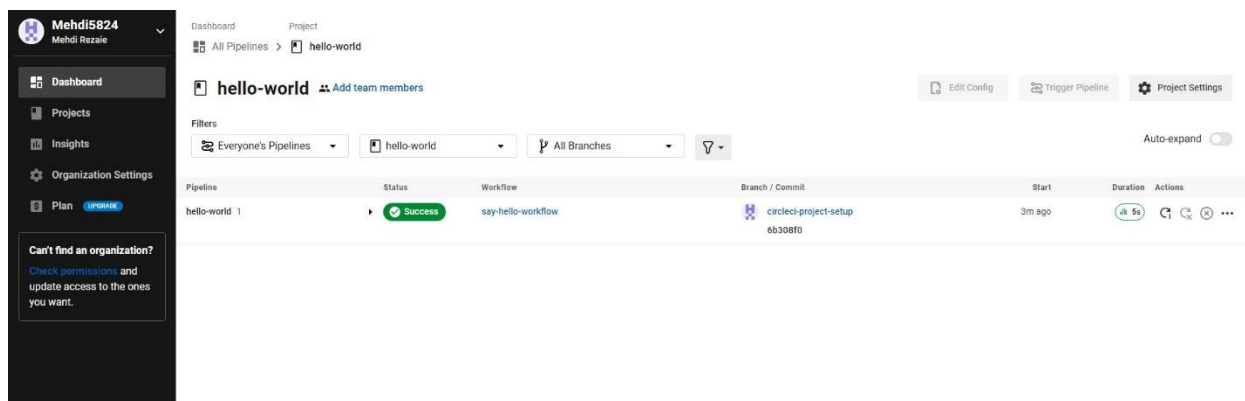 Mehdi5824
Mehdi Rezaie
Dashboard
Projects
Insights
Organization Settings
Plan UPGRADE
Can't find an organization?
Check permissions and
update access to the ones
you want.
Dashboard Project
All Pipelines > hello-world
hello-world Add team members
Edit Config Trigger Pipeline Project Settings
Filters
Everyone's Pipelines hello-world All Branches
Auto-expand
Pipeline Status Workflow Branch / Commit Start Duration Actions
hello-world 1 Success say-hello-workflow circleci-project-setup 3m ago 5s
6b308f0